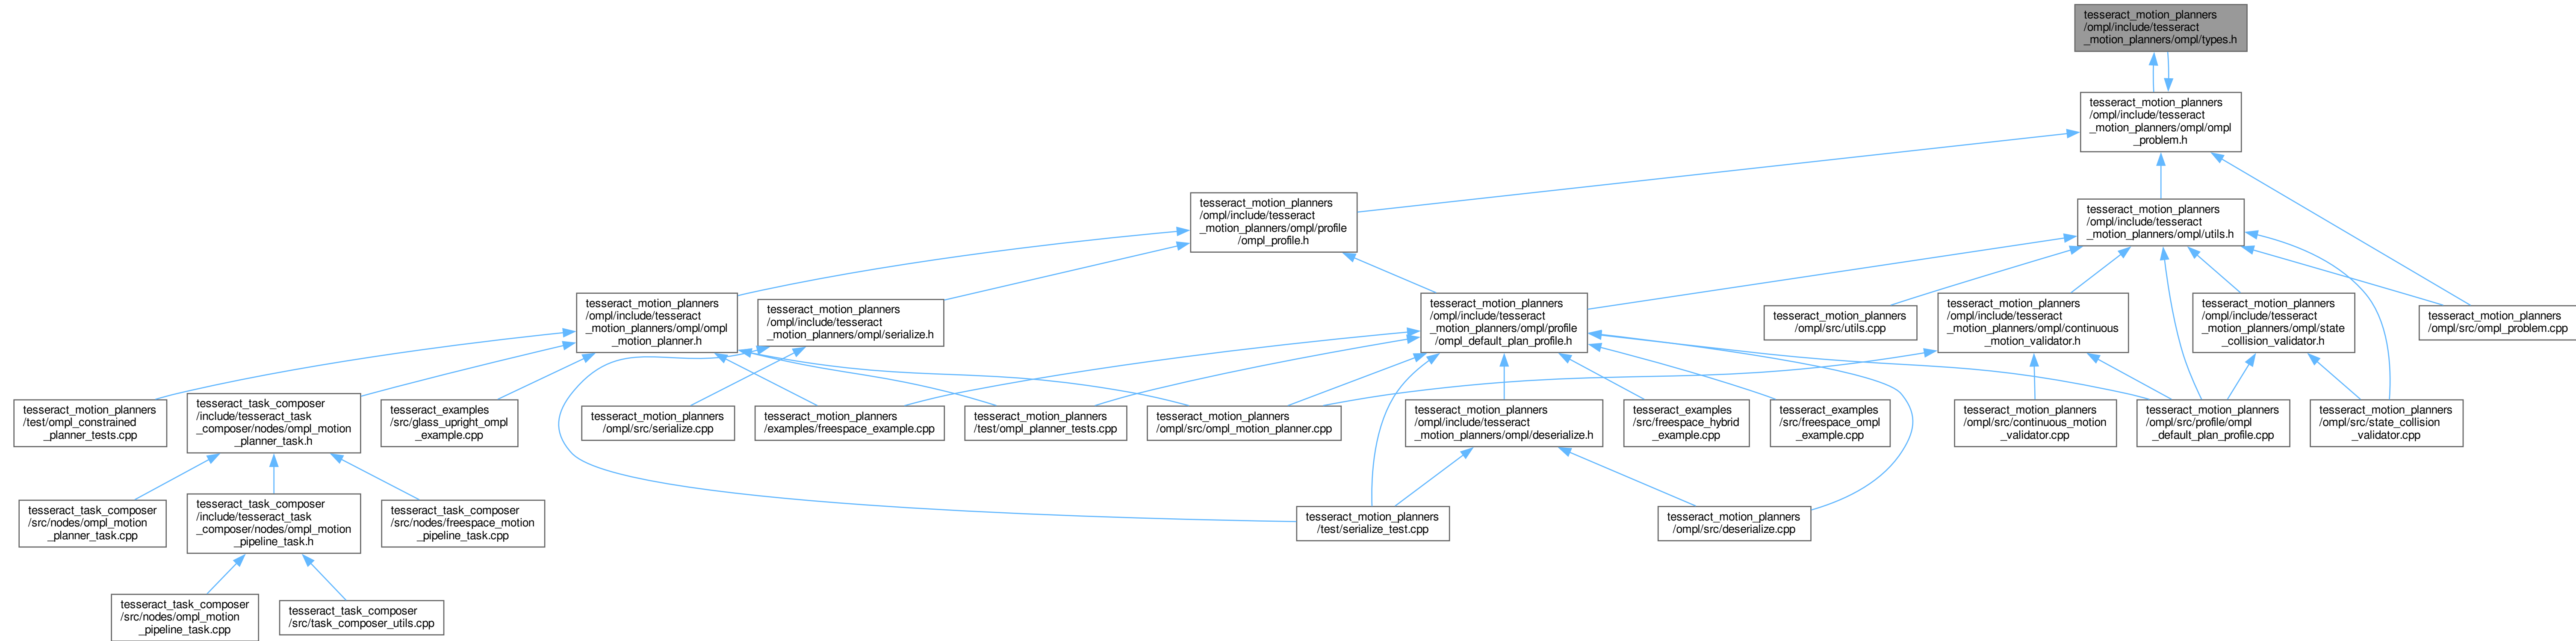 tesseract_motion_planners
/ompl/include/tesseract
_motion_planners/ompl/types.h
tesseract_motion_planners
/ompl/include/tesseract
_motion_planners/ompl/ompl
_problem.h
tesseract_motion_planners
/ompl/include/tesseract
_motion_planners/ompl/profile
/ompl_profile.h
tesseract_motion_planners
/ompl/include/tesseract
_motion_planners/ompl/utils.h
tesseract_motion_planners
/ompl/include/tesseract
_motion_planners/ompl/ompl
_motion_planner.h
tesseract_motion_planners
/ompl/include/tesseract
_motion_planners/ompl/serialize.h
tesseract_motion_planners
/ompl/include/tesseract
_motion_planners/ompl/profile
/ompl_default_plan_profile.h
tesseract_motion_planners
/ompl/src/utils.cpp
tesseract_motion_planners
/ompl/include/tesseract
_motion_planners/ompl/continuous
_motion_validator.h
tesseract_motion_planners
/ompl/include/tesseract
_motion_planners/ompl/state
_collision_validator.h
tesseract_motion_planners
/ompl/src/ompl_problem.cpp
tesseract_motion_planners
/test/ompl_constrained
_planner_tests.cpp
tesseract_task_composer
/include/tesseract_task
_composer/nodes/ompl_motion
_planner_task.h
tesseract_examples
/src/glass_upright_ompl
_example.cpp
tesseract_motion_planners
/ompl/src/serialize.cpp
tesseract_motion_planners
/examples/freespace_example.cpp
tesseract_motion_planners
/test/ompl_planner_tests.cpp
tesseract_motion_planners
/ompl/src/ompl_motion_planner.cpp
tesseract_motion_planners
/ompl/include/tesseract
_motion_planners/ompl/deserialize.h
tesseract_examples
/src/freespace_hybrid
_example.cpp
tesseract_examples
/src/freespace_ompl
_example.cpp
tesseract_motion_planners
/ompl/src/continuous_motion
_validator.cpp
tesseract_motion_planners
/ompl/src/profile/ompl
_default_plan_profile.cpp
tesseract_motion_planners
/ompl/src/state_collision
_validator.cpp
tesseract_task_composer
/src/nodes/ompl_motion
_planner_task.cpp
tesseract_task_composer
/include/tesseract_task
_composer/nodes/ompl_motion
_pipeline_task.h
tesseract_task_composer
/src/nodes/freespace_motion
_pipeline_task.cpp
tesseract_motion_planners
/test/serialize_test.cpp
tesseract_motion_planners
/ompl/src/deserialize.cpp
tesseract_task_composer
/src/nodes/ompl_motion
_pipeline_task.cpp
tesseract_task_composer
/src/task_composer_utils.cpp